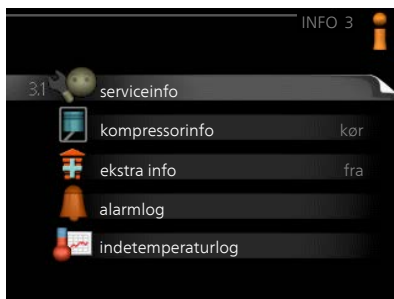 INFO 3
3.1 serviceinfo
kompressorinfo kør
ekstra info fra
alarmlog
indetemperaturlog